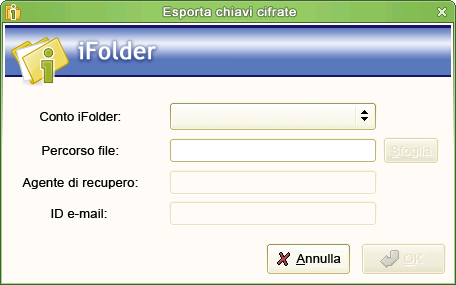 Esporta chiavi cifrate
iFolder
Conto iFolder:
Percorso file:
Sfoglia
Agente di recupero:
ID e-mail:
Annulla
OK